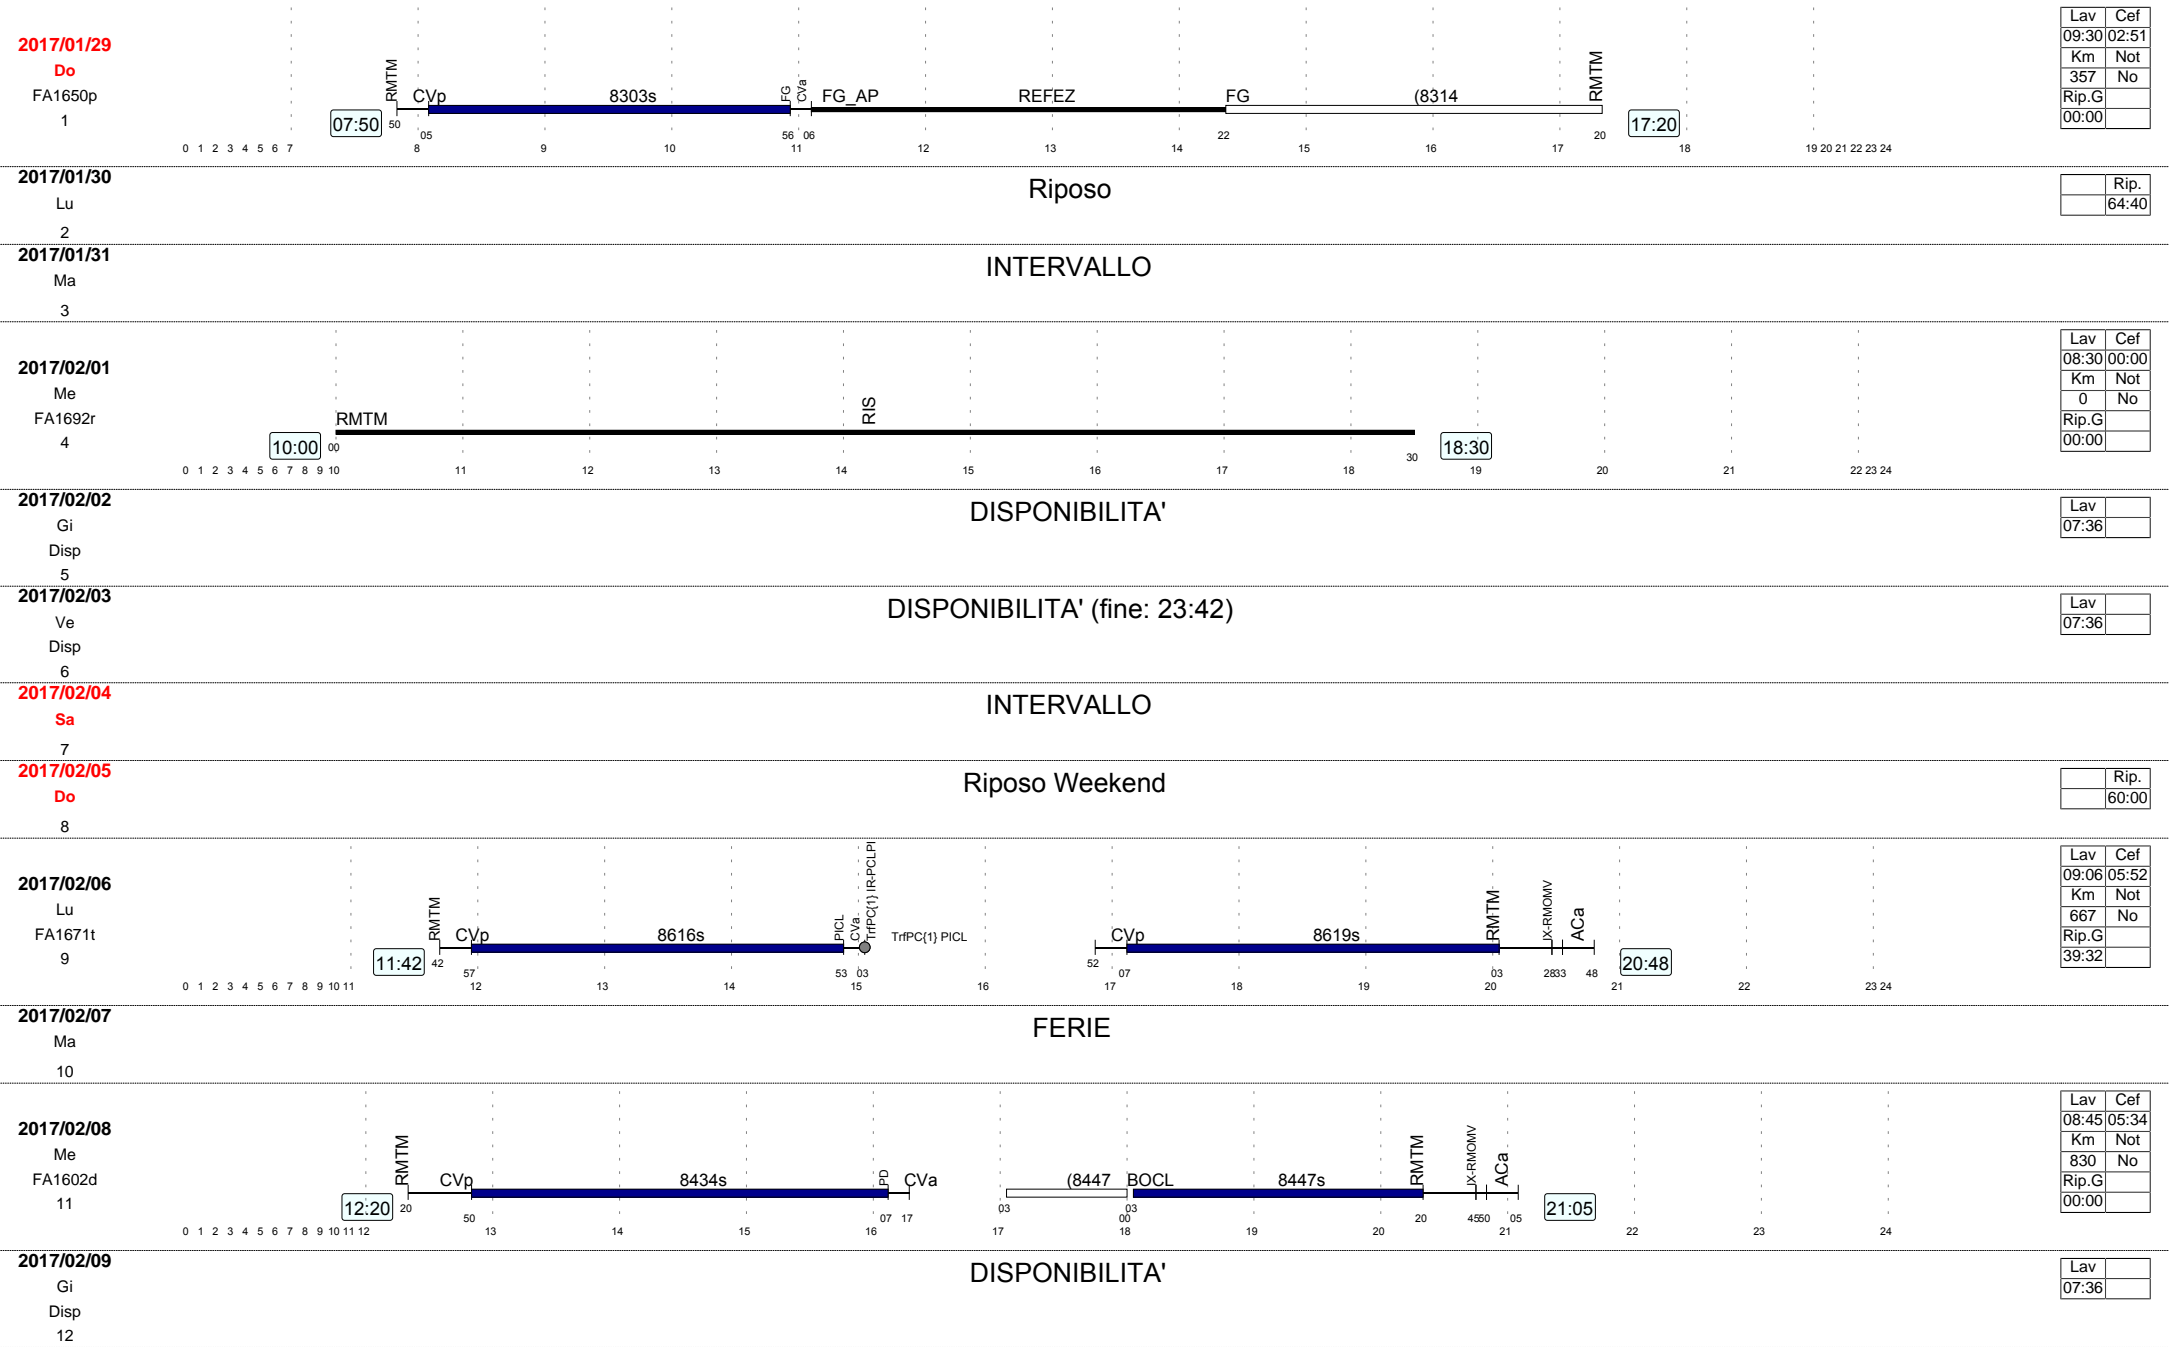 2017/01/29
Do
FA1650p
1
07:50
RMTM
50
CVp
05
8303s
FG
56
CVa
06
FG_AP
REFEZ
FG
22
(8314
RMTM
20
17:20
0 1 2 3 4 5 6 7 8 9 10 11 12 13 14 15 16 17 18 19 20 21 22 23 24
Lav Cef
09:30 02:51
Km Not
357 No
Rip.G
00:00
2017/01/30
Lu
2
Riposo
Rip.
64:40
2017/01/31
Ma
3
INTERVALLO
2017/02/01
Me
FA1692r
4
10:00
RMTM
00
RIS
30
18:30
0 1 2 3 4 5 6 7 8 9 10 11 12 13 14 15 16 17 18 19 20 21 22 23 24
Lav Cef
08:30 00:00
Km Not
0 No
Rip.G
00:00
2017/02/02
Gi
Disp
5
DISPONIBILITA'
Lav
07:36
2017/02/03
Ve
Disp
6
DISPONIBILITA' (fine: 23:42)
Lav
07:36
2017/02/04
Sa
7
INTERVALLO
2017/02/05
Do
8
Riposo Weekend
Rip.
60:00
2017/02/06
Lu
FA1671t
9
11:42
RMTM
42
CVp
57
8616s
PICL
53
CVa
03
TrfPC{1} IR-PCLPI
TrfPC{1} PICL
52
CVp
07
8619s
RMTM
03
IX-RMOMV
28 33
ACa
48
20:48
0 1 2 3 4 5 6 7 8 9 10 11 12 13 14 15 16 17 18 19 20 21 22 23 24
Lav Cef
09:06 05:52
Km Not
667 No
Rip.G
39:32
2017/02/07
Ma
10
FERIE
2017/02/08
Me
FA1602d
11
12:20
RMTM
20
CVp
50
8434s
PD
07
CVa
17
03
(8447
00
BOCL
03
8447s
RMTM
20
IX-RMOMV
45 50
ACa
05
21:05
0 1 2 3 4 5 6 7 8 9 10 11 12 13 14 15 16 17 18 19 20 21 22 23 24
Lav Cef
08:45 05:34
Km Not
830 No
Rip.G
00:00
2017/02/09
Gi
Disp
12
DISPONIBILITA'
Lav
07:36